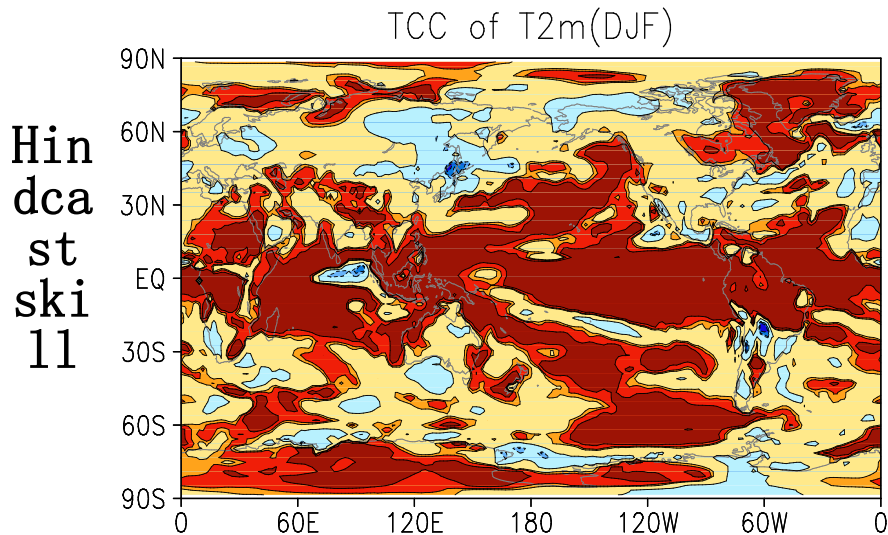 TCC of T2m(DJF)
Hin
dca
st
ski
ll
90N
60N
30N
EQ
30S
60S
90S
0 60E 120E 180 120W 60W 0